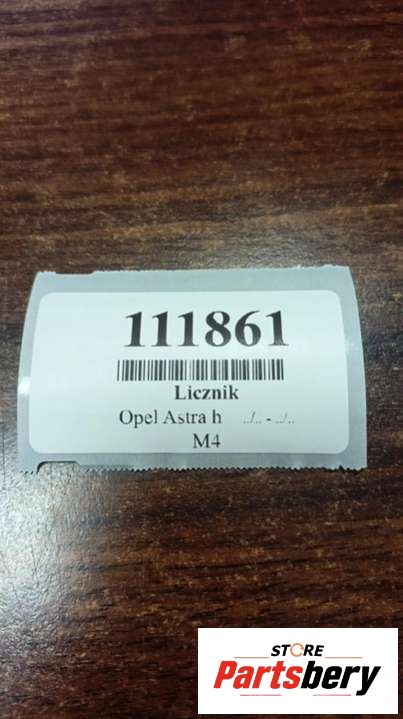 111861
Licznik
Opel Astra h ../.. - ../..
M4
STORE
Partsbery